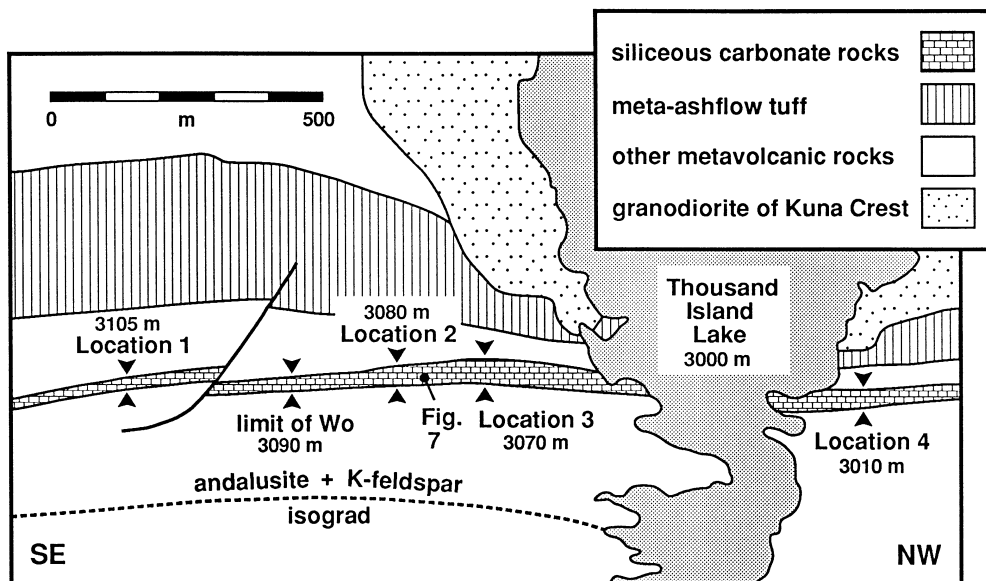 siliceous carbonate rocks
meta-ashflow tuff
other metavolcanic rocks
granodiorite of Kuna Crest
0 m 500
Thousand
Island
Lake
3000 m
3105 m
Location 1
3080 m
Location 2
limit of Wo
3090 m
Fig.
7
Location 3
3070 m
Location 4
3010 m
andalusite + K-feldspar
isograd
SE
NW